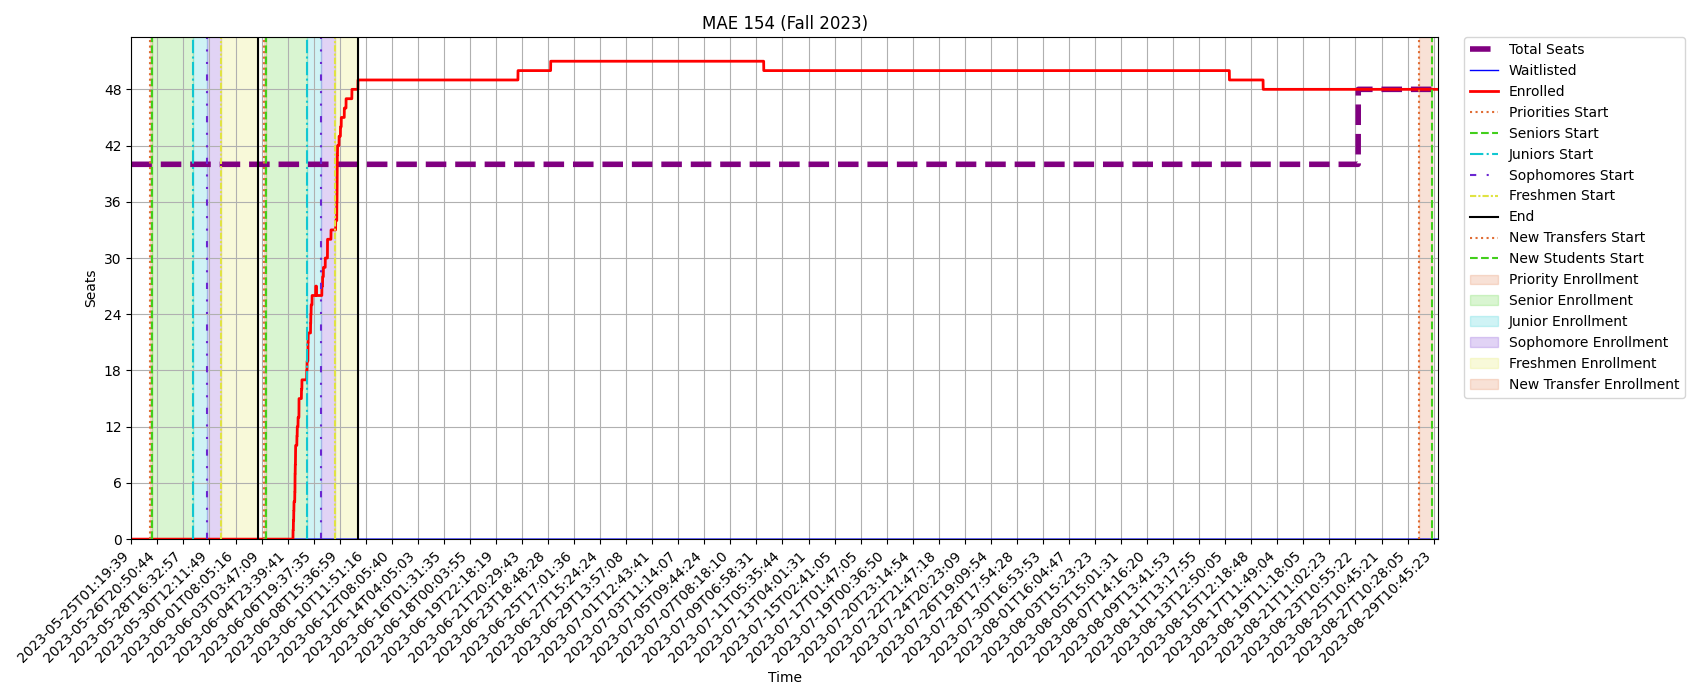 MAE 154 (Fall 2023)
Seats
48
42
36
30
24
18
12
6
0
2023-05-25T01:19:39
2023-05-26T20:50:44
2023-05-28T16:32:57
2023-05-30T12:11:49
2023-06-01T08:05:16
2023-06-03T03:47:09
2023-06-04T23:39:41
2023-06-06T19:37:35
2023-06-08T15:36:59
2023-06-10T11:51:16
2023-06-12T08:05:40
2023-06-14T04:05:03
2023-06-16T01:31:35
2023-06-18T00:03:55
2023-06-19T22:18:19
2023-06-21T20:29:43
2023-06-23T18:48:28
2023-06-25T17:01:36
2023-06-27T15:24:24
2023-06-29T13:57:08
2023-07-01T12:43:41
2023-07-03T11:14:07
2023-07-05T09:44:24
2023-07-07T08:18:10
2023-07-09T06:58:31
2023-07-11T05:35:44
2023-07-13T04:01:31
2023-07-15T02:41:05
2023-07-17T01:47:05
2023-07-19T00:36:50
2023-07-20T23:14:54
2023-07-22T21:47:18
2023-07-24T20:23:09
2023-07-26T19:09:54
2023-07-28T17:54:28
2023-07-30T16:53:53
2023-08-01T16:04:47
2023-08-03T15:23:23
2023-08-05T15:01:31
2023-08-07T14:16:20
2023-08-09T13:41:53
2023-08-11T13:17:55
2023-08-13T12:50:05
2023-08-15T12:18:48
2023-08-17T11:49:04
2023-08-19T11:18:05
2023-08-21T11:02:23
2023-08-23T10:55:22
2023-08-25T10:45:21
2023-08-27T10:28:05
2023-08-29T10:45:23
Time
Total Seats
Waitlisted
Enrolled
Priorities Start
Seniors Start
Juniors Start
Sophomores Start
Freshmen Start
End
New Transfers Start
New Students Start
Priority Enrollment
Senior Enrollment
Junior Enrollment
Sophomore Enrollment
Freshmen Enrollment
New Transfer Enrollment